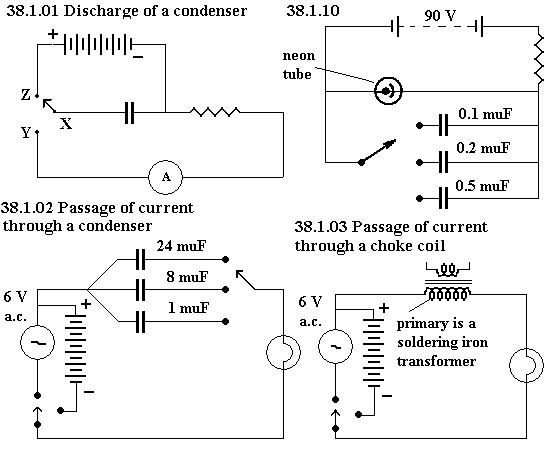 38.1.01 Discharge of a condenser
+
−
Z
X
Y
A
38.1.10
90 V
neon
tube
0.1 muF
0.2 muF
0.5 muF
38.1.02 Passage of current
through a condenser
24 muF
8 muF
1 muF
6 V
a.c.
+
−
38.1.03 Passage of current
through a choke coil
6 V
a.c.
+
primary is a
soldering iron
transformer
−